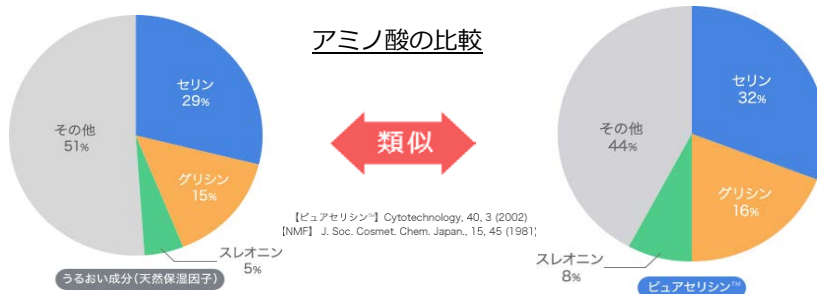 アミノ酸の比較
セリン
29%
その他
51%
グリシン
15%
スレオニン
5%
うるおい成分(天然保湿因子)
類似
【ピュアセリシン™】Cytotechnology, 40, 3 (2002)
【NMF】 J. Soc. Cosmet. Chem. Japan., 15, 45 (1981)
セリン
32%
その他
44%
グリシン
16%
スレオニン
8%
ピュアセリシン™